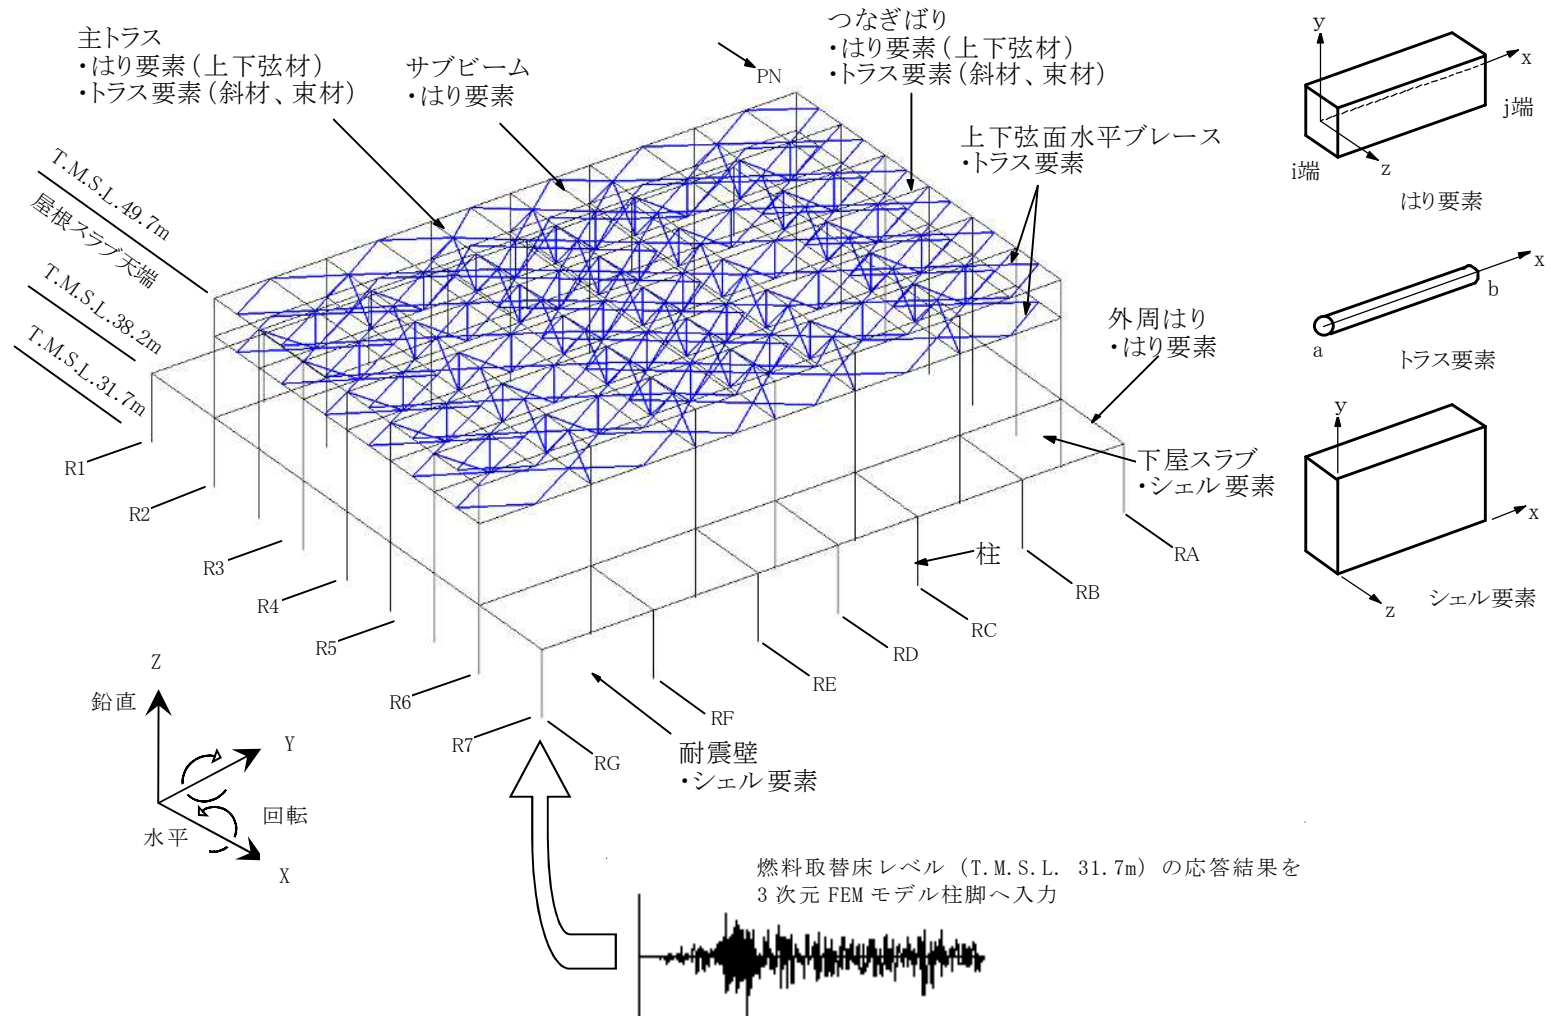 主トラス
・はり要素(上下弦材)
・トラス要素(斜材、束材)
サブビーム
・はり要素
PN
つなぎばり
・はり要素(上下弦材)
・トラス要素(斜材、束材)
上下弦面水平ブレース
・トラス要素
T.M.S.L.49.7m
屋根スラブ天端
T.M.S.L.38.2m
T.M.S.L.31.7m
外周はり
・はり要素
下屋スラブ
・シェル要素
柱
耐震壁
・シェル要素
R1
R2
R3
R4
R5
R6
R7
RG
RF
RE
RD
RC
RB
RA
Z
鉛直
Y
回転
水平
X
y
x
j端
i端
z
はり要素
x
b
a
トラス要素
y
x
z
シェル要素
燃料取替床レベル (T.M.S.L. 31.7m) の応答結果を
3次元 FEM モデル柱脚へ入力